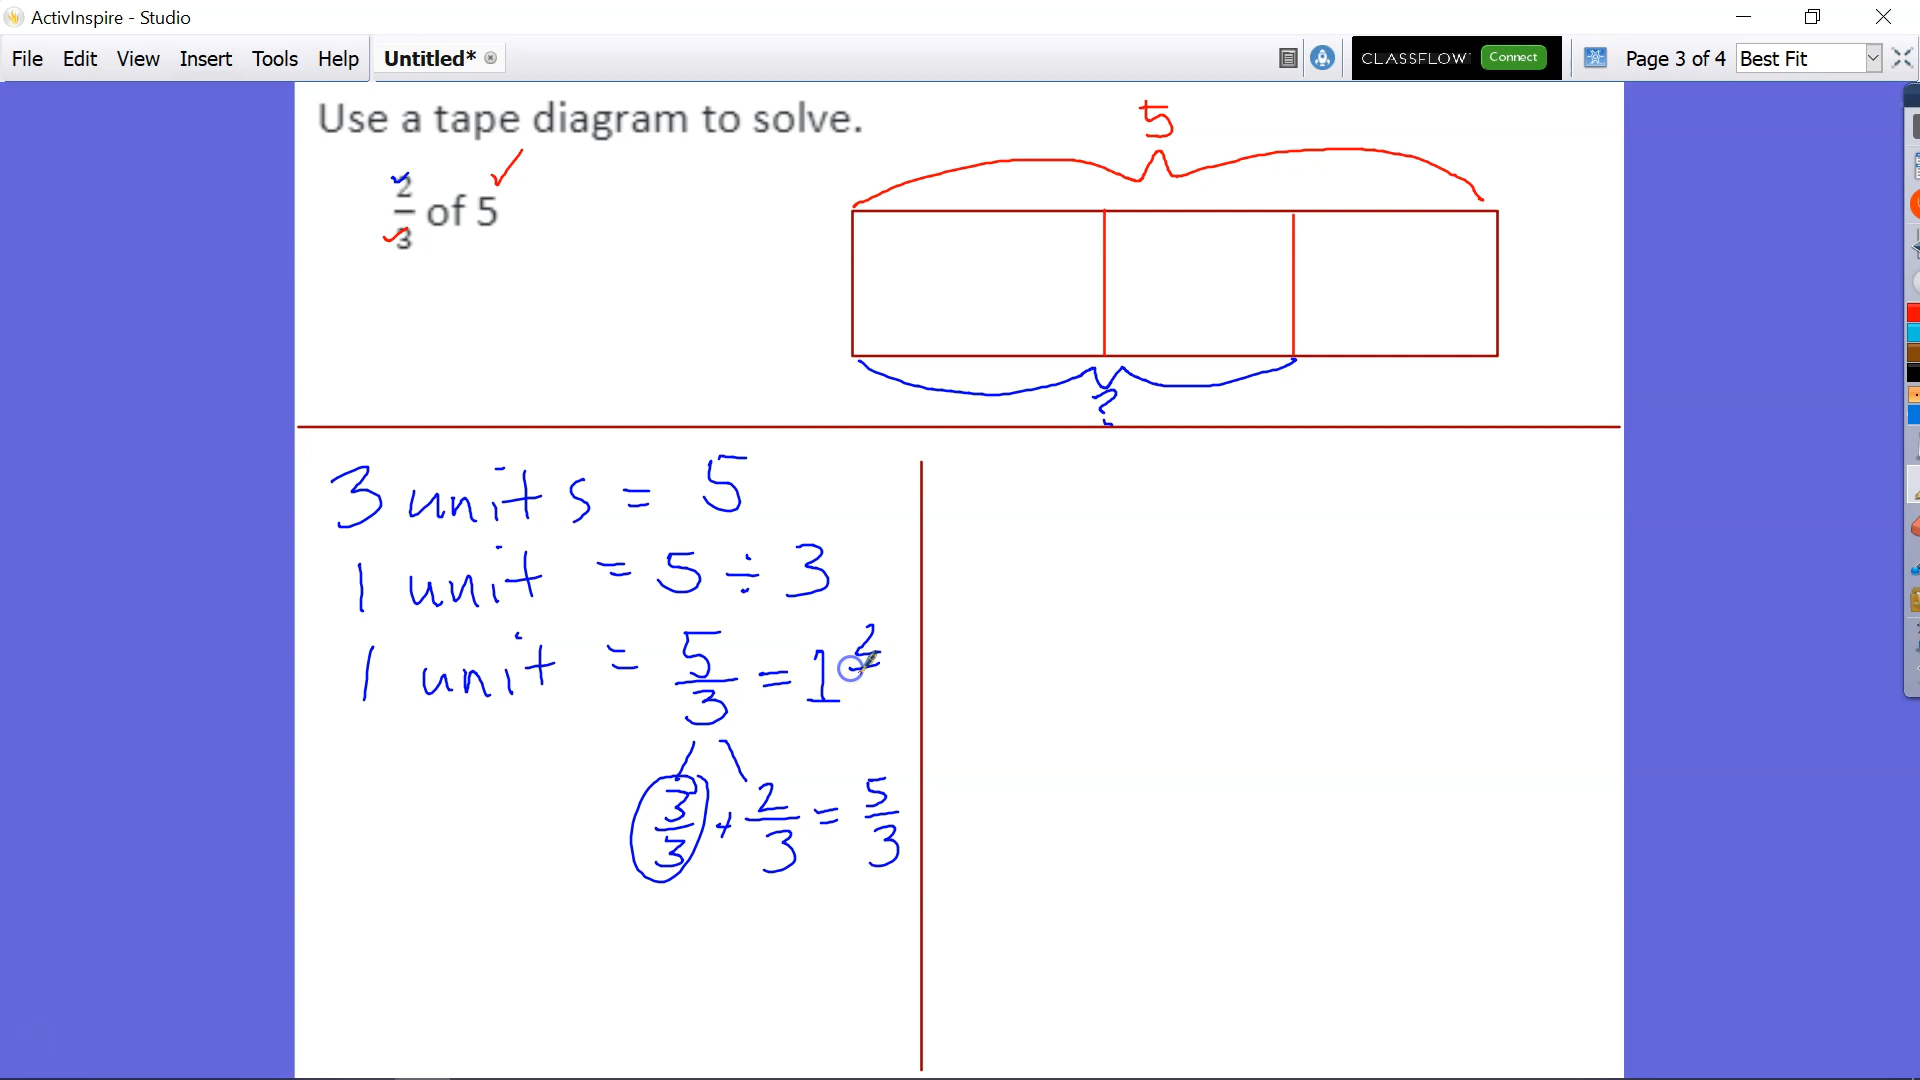 ActivInspire - Studio
File Edit View Insert Tools Help Untitled* CLASSFLOW Connect Page 3 of 4 Best Fit
Use a tape diagram to solve.
2/3 of 5
5
?
3 units = 5
1 unit = 5 ÷ 3
1 unit = 5/3 = 1 2
3/3 + 2/3 = 5/3